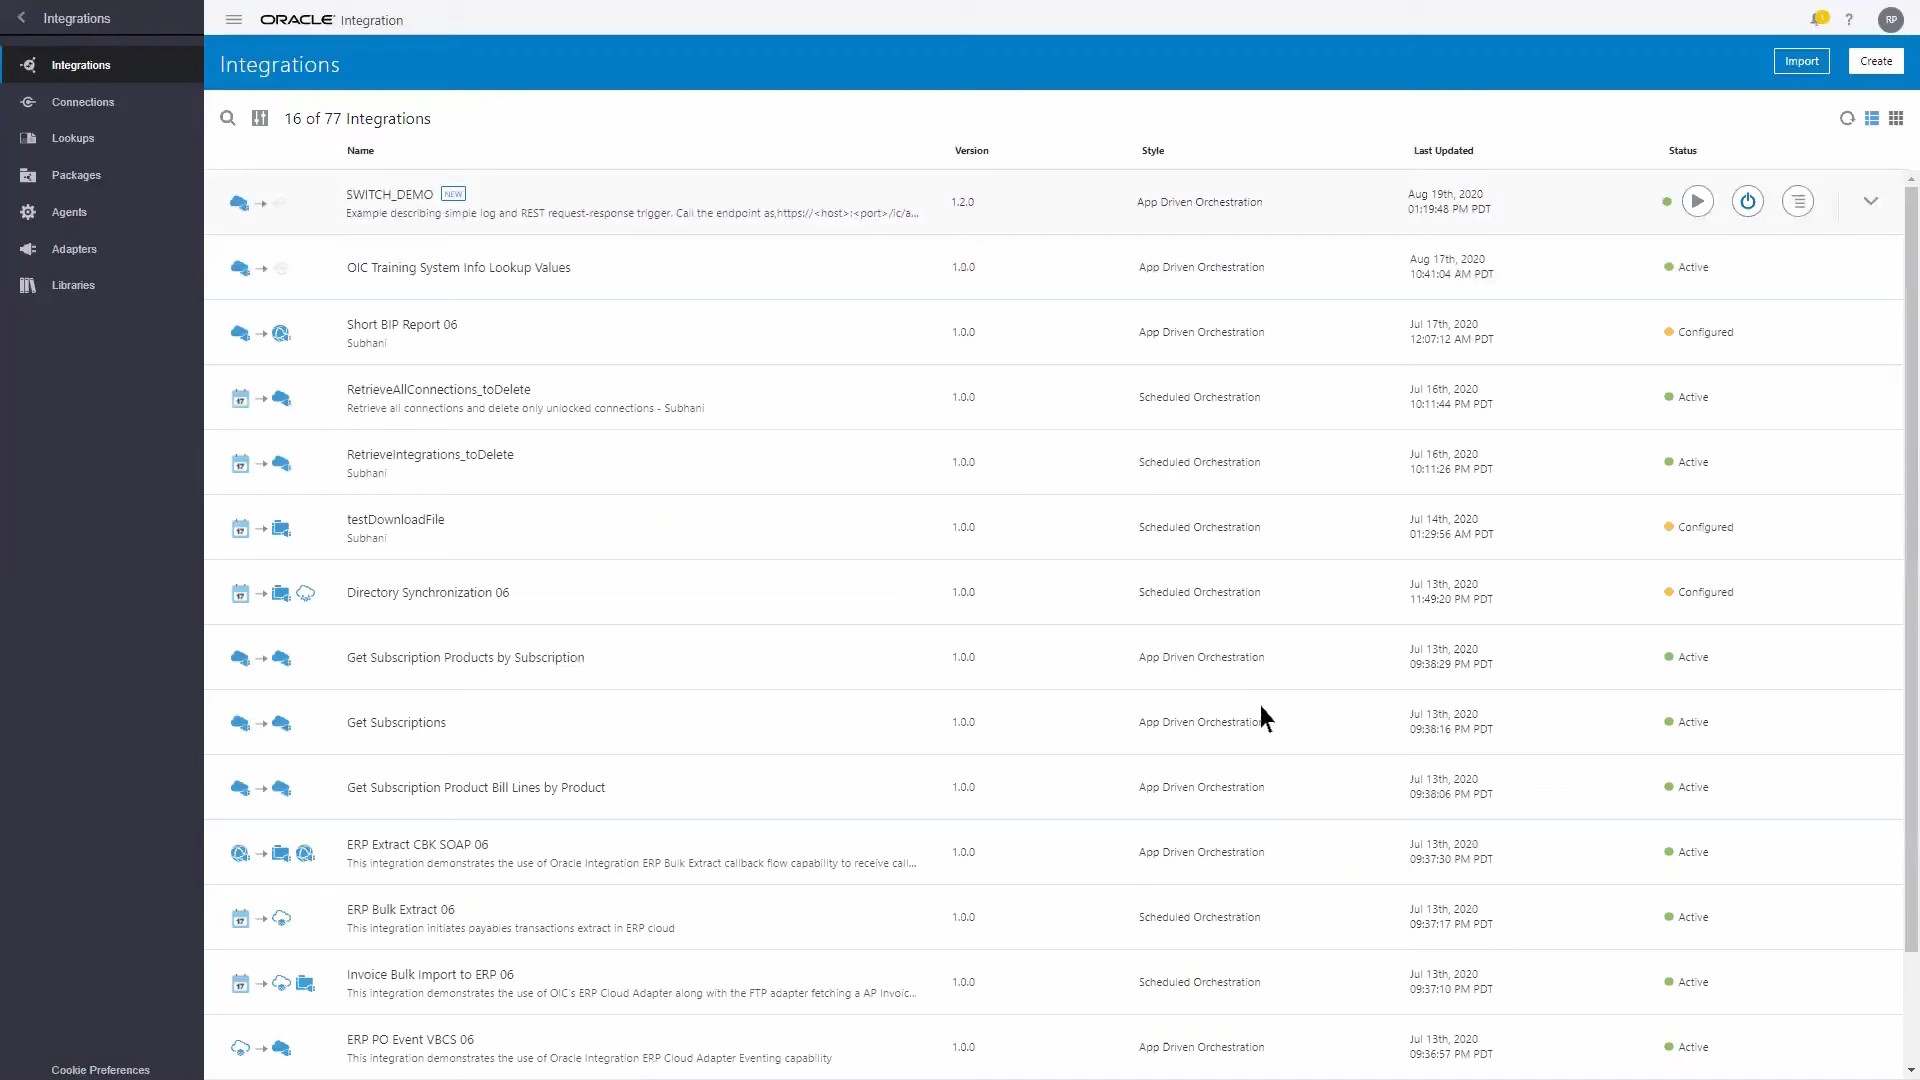 Integrations
ORACLE Integration
1
?
RP
Integrations
Connections
Lookups
Packages
Agents
Adapters
Libraries
Cookie Preferences
Integrations
Import
Create
16 of 77 Integrations
Name Version Style Last Updated Status
SWITCH_DEMO NEW
Example describing simple log and REST request-response trigger. Call the endpoint as,https://<host>:<port>/ic/a...
1.2.0
App Driven Orchestration
Aug 19th, 2020
01:19:48 PM PDT
OIC Training System Info Lookup Values
1.0.0
App Driven Orchestration
Aug 17th, 2020
10:41:04 AM PDT
Active
Short BIP Report 06
Subhani
1.0.0
App Driven Orchestration
Jul 17th, 2020
12:07:12 AM PDT
Configured
17
RetrieveAllConnections_toDelete
Retrieve all connections and delete only unlocked connections - Subhani
1.0.0
Scheduled Orchestration
Jul 16th, 2020
10:11:44 PM PDT
Active
17
RetrieveIntegrations_toDelete
Subhani
1.0.0
Scheduled Orchestration
Jul 16th, 2020
10:11:26 PM PDT
Active
17
testDownloadFile
Subhani
1.0.0
Scheduled Orchestration
Jul 14th, 2020
01:29:56 AM PDT
Configured
17
Directory Synchronization 06
1.0.0
Scheduled Orchestration
Jul 13th, 2020
11:49:20 PM PDT
Configured
Get Subscription Products by Subscription
1.0.0
App Driven Orchestration
Jul 13th, 2020
09:38:29 PM PDT
Active
Get Subscriptions
1.0.0
App Driven Orchestration
Jul 13th, 2020
09:38:16 PM PDT
Active
Get Subscription Product Bill Lines by Product
1.0.0
App Driven Orchestration
Jul 13th, 2020
09:38:06 PM PDT
Active
ERP Extract CBK SOAP 06
This integration demonstrates the use of Oracle Integration ERP Bulk Extract callback flow capability to receive call...
1.0.0
App Driven Orchestration
Jul 13th, 2020
09:37:30 PM PDT
Active
17
ERP Bulk Extract 06
This integration initiates payables transactions extract in ERP cloud
1.0.0
Scheduled Orchestration
Jul 13th, 2020
09:37:17 PM PDT
Active
17
Invoice Bulk Import to ERP 06
This integration demonstrates the use of OIC's ERP Cloud Adapter along with the FTP adapter fetching a AP Invoic...
1.0.0
Scheduled Orchestration
Jul 13th, 2020
09:37:10 PM PDT
Active
ERP PO Event VBCS 06
This integration demonstrates the use of Oracle Integration ERP Cloud Adapter Eventing capability
1.0.0
App Driven Orchestration
Jul 13th, 2020
09:36:57 PM PDT
Active